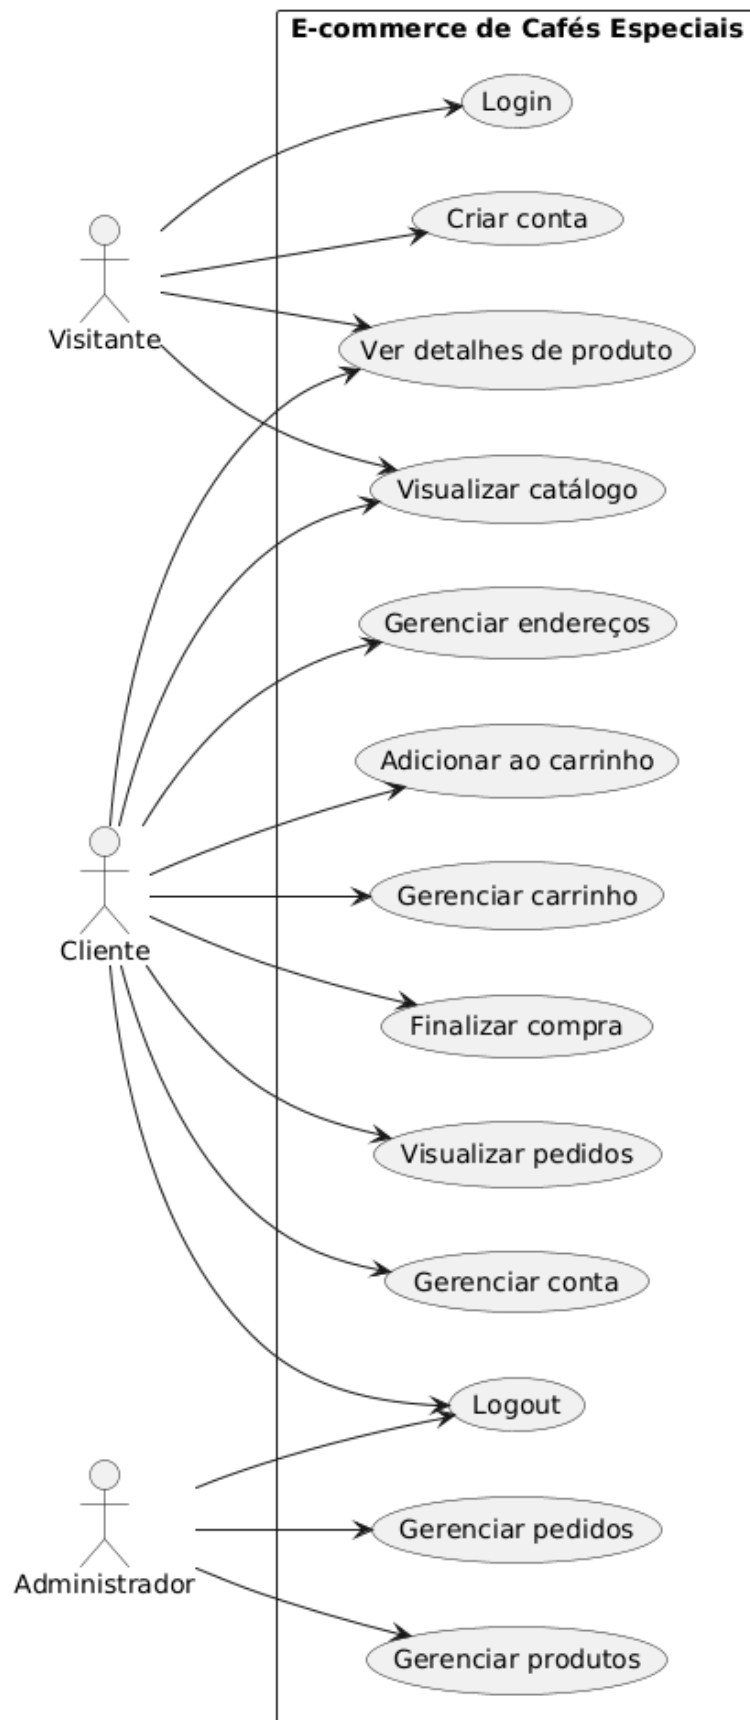 E-commerce de Cafés Especiais
Login
Criar conta
Visitante
Ver detalhes de produto
Visualizar catálogo
Gerenciar endereços
Adicionar ao carrinho
Gerenciar carrinho
Cliente
Finalizar compra
Visualizar pedidos
Gerenciar conta
Logout
Gerenciar pedidos
Administrador
Gerenciar produtos